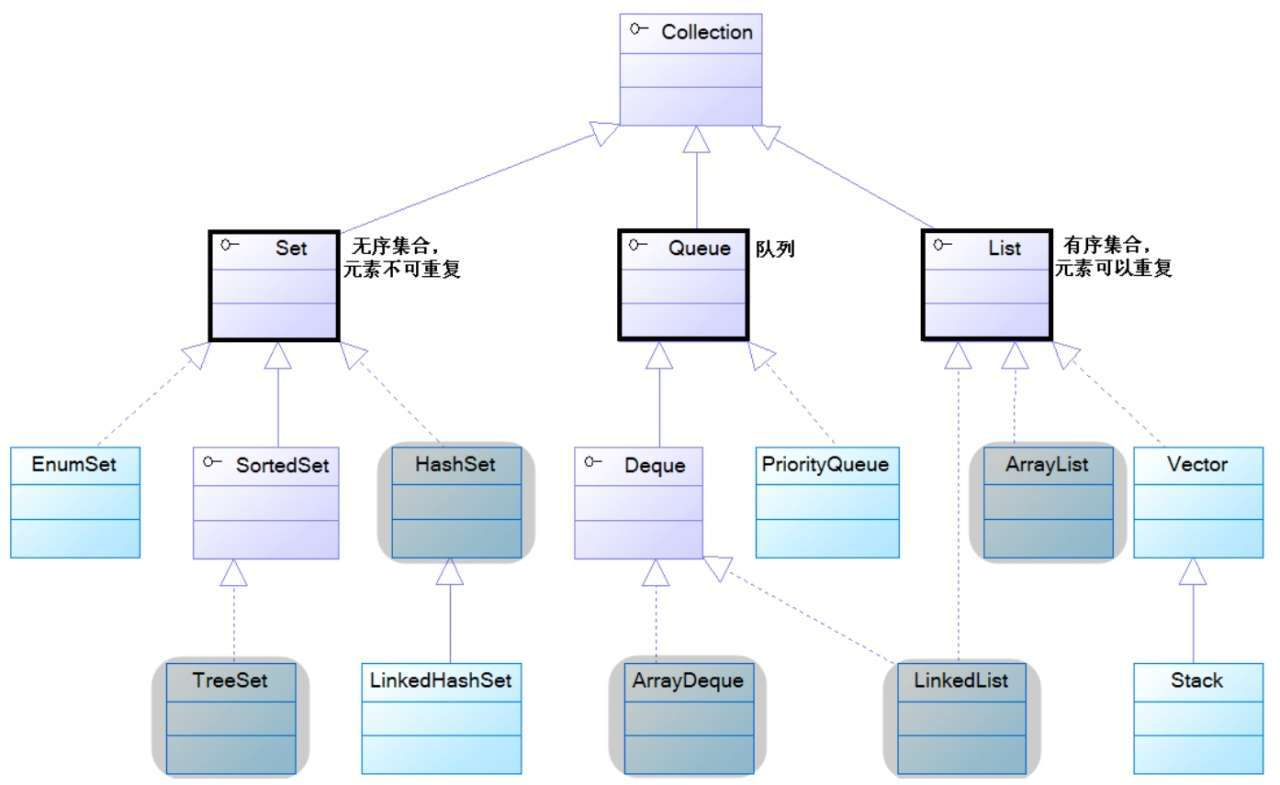 Collection
Set
无序集合,
元素不可重复
Queue
队列
List
有序集合,
元素可以重复
EnumSet
SortedSet
HashSet
Deque
PriorityQueue
ArrayList
Vector
TreeSet
LinkedHashSet
ArrayDeque
LinkedList
Stack